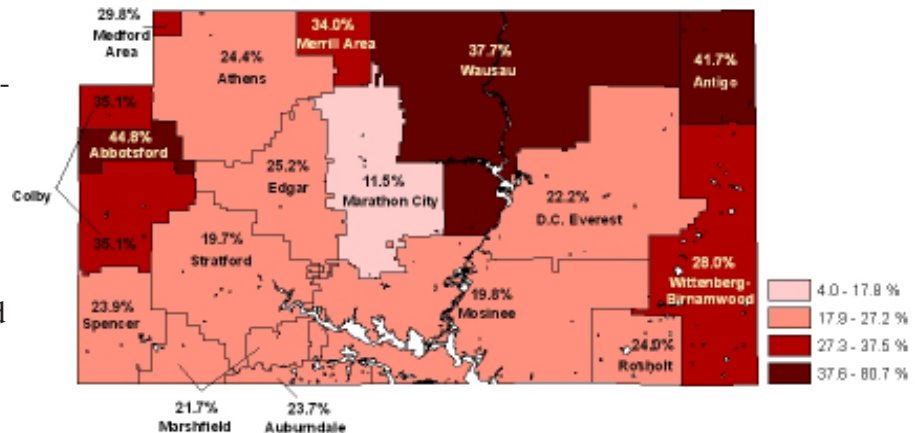 29.8%
Medford
Area
24.4%
Athens
34.0%
Merrill Area
37.7%
Wausau
41.7%
Antigo
-
35.1%
44.8%
Abbotsford
Colby
35.1%
25.2%
Edgar
11.5%
Marathon City
22.2%
D.C. Everest
19.7%
Stratford
28.0%
Wittenberg-
Birnamwood
d
23.9%
Spencer
19.8%
Mosinee
24.0%
Rosholt
21.7%
Marshfield
23.7%
Auburndale
4.0 - 17.8 %
17.9 - 27.2 %
27.3 - 37.5 %
37.6 - 80.7 %